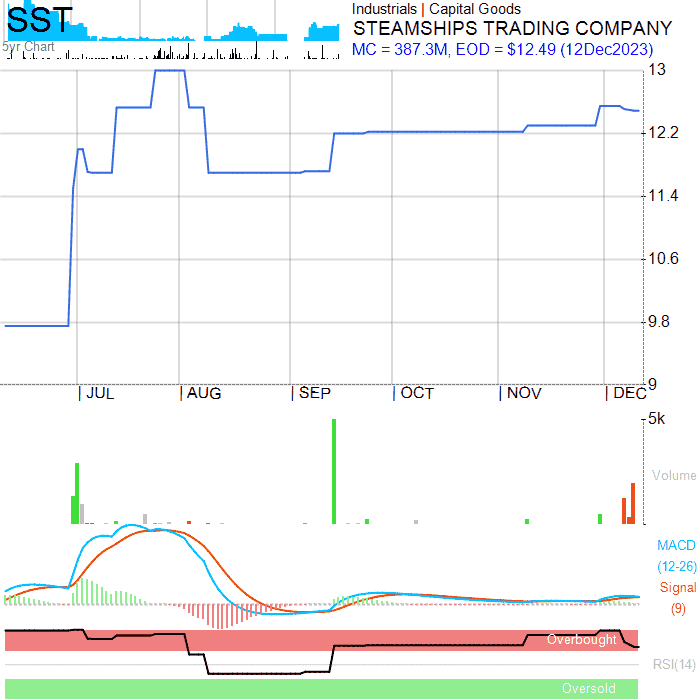 SST
5yr Chart
Industrials | Capital Goods
STEAMSHIPS TRADING COMPANY
MC = 387.3M, EOD = $12.49 (12Dec2023)
13
12.2
11.4
10.6
9.8
9
| JUL | AUG | SEP | OCT | NOV | DEC
5k
Volume
MACD
(12-26)
Signal
(9)
Overbought
RSI(14)
Oversold